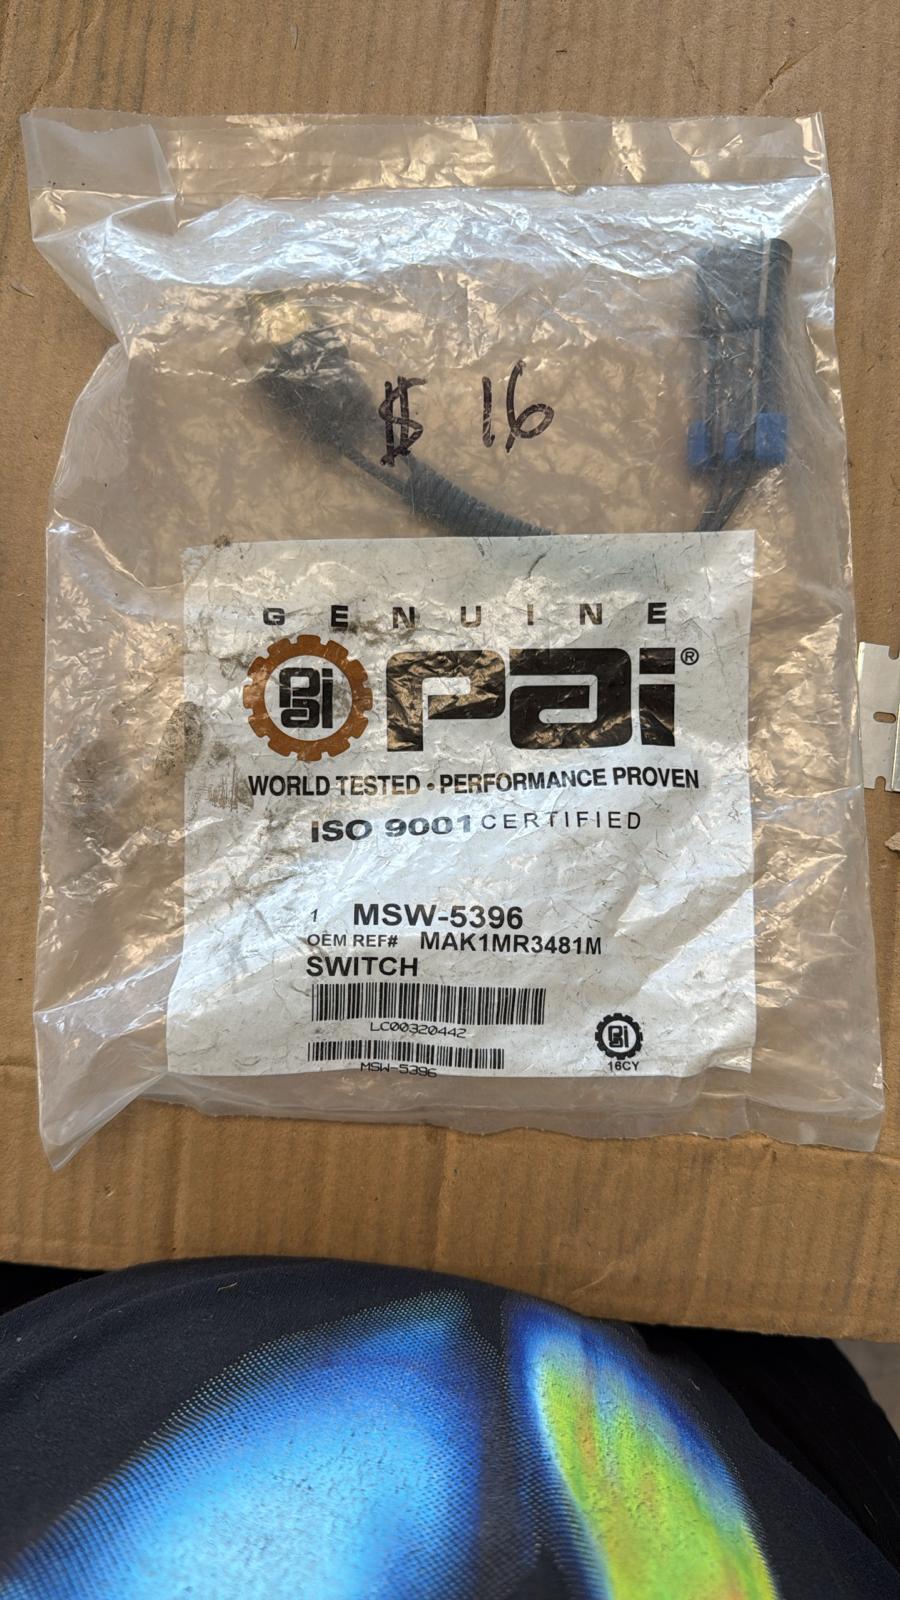 $ 16
GENUINE
pai
pai®
WORLD TESTED • PERFORMANCE PROVEN
ISO 9001 CERTIFIED
1 MSW-5396
OEM REF# MAK1MR3481M
SWITCH
LC00320442
MSW-5396
pai
16CY